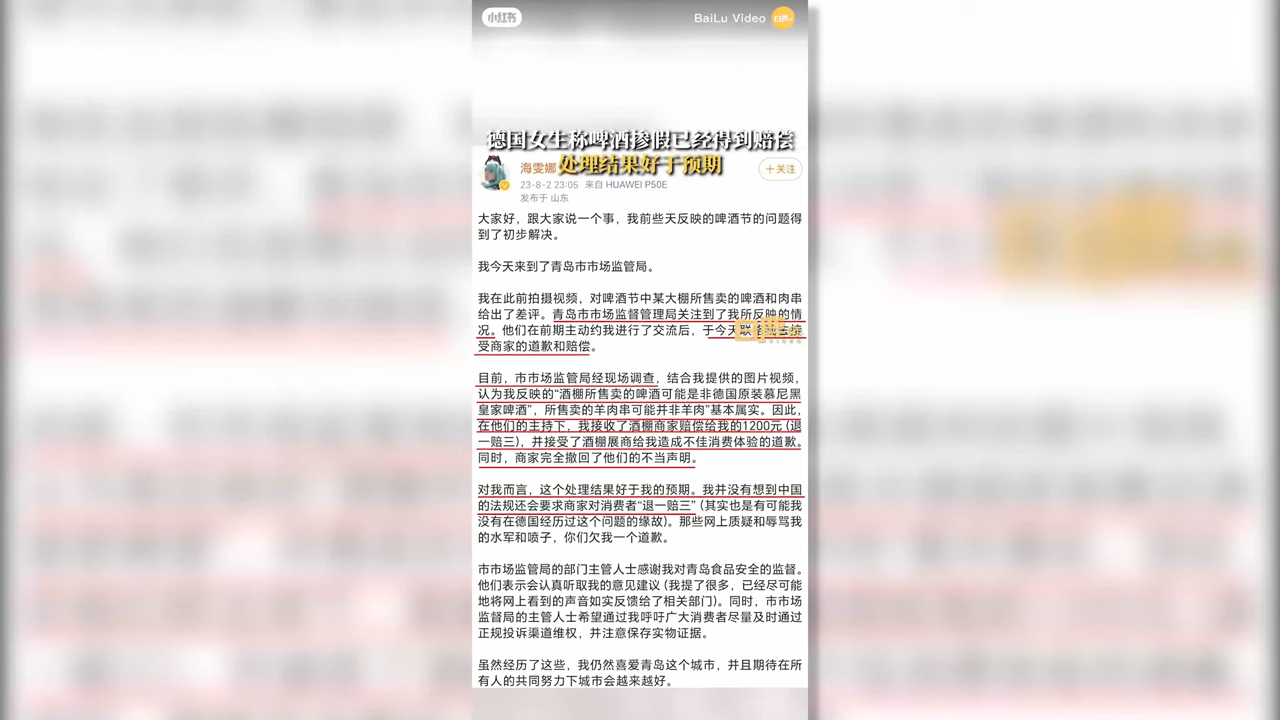 小红书
BaiLu Video
德国女生称啤酒掺假已经得到赔偿
处理结果好于预期
海雯娜
+关注
23-8-2 23:05 来自 HUAWEI P50E
发布于 山东
大家好，跟大家说一个事，我前些天反映的啤酒节的问题得
到了初步解决。
我今天来到了青岛市市场监管局。
我在此前拍摄视频，对啤酒节中某大棚所售卖的啤酒和肉串
给出了差评。青岛市市场监督管理局关注到了我所反映的情
况。他们在前期主动约我进行了交流后，于今天联
受商家的道歉和赔偿。
目前，市市场监管局经现场调查，结合我提供的图片视频，
认为我反映的“酒棚所售卖的啤酒可能是非德国原装慕尼黑
皇家啤酒”，所售卖的羊肉串可能并非羊肉”基本属实。因此，
在他们的主持下，我接收了酒棚商家赔偿给我的1200元（退
一赔三），并接受了酒棚展商给我造成不佳消费体验的道歉。
同时，商家完全撤回了他们的不当声明。
对我而言，这个处理结果好于我的预期。我并没有想到中国
的法规还会要求商家对消费者“退一赔三”（其实也是有可能我
没有在德国经历过这个问题的缘故）。那些网上质疑和辱骂我
的水军和喷子，你们欠我一个道歉。
市市场监管局的部门主管人士感谢我对青岛食品安全的监督。
他们表示会认真听取我的意见建议（我提了很多，已经尽可能
地将网上看到的声音如实反馈给了相关部门）。同时，市市场
监督局的主管人士希望通过我呼吁广大消费者尽量及时通过
正规投诉渠道维权，并注意保存实物证据。
虽然经历了这些，我仍然喜爱青岛这个城市，并且期待在所
有人的共同努力下城市会越来越好。